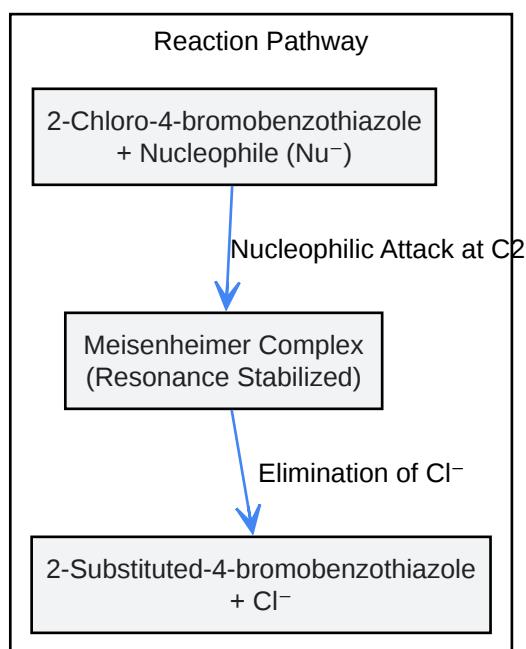 Reaction Pathway
2-Chloro-4-bromobenzothiazole
+ Nucleophile (Nu⁻)
Nucleophilic Attack at C2
Meisenheimer Complex
(Resonance Stabilized)
Elimination of Cl⁻
2-Substituted-4-bromobenzothiazole
+ Cl⁻